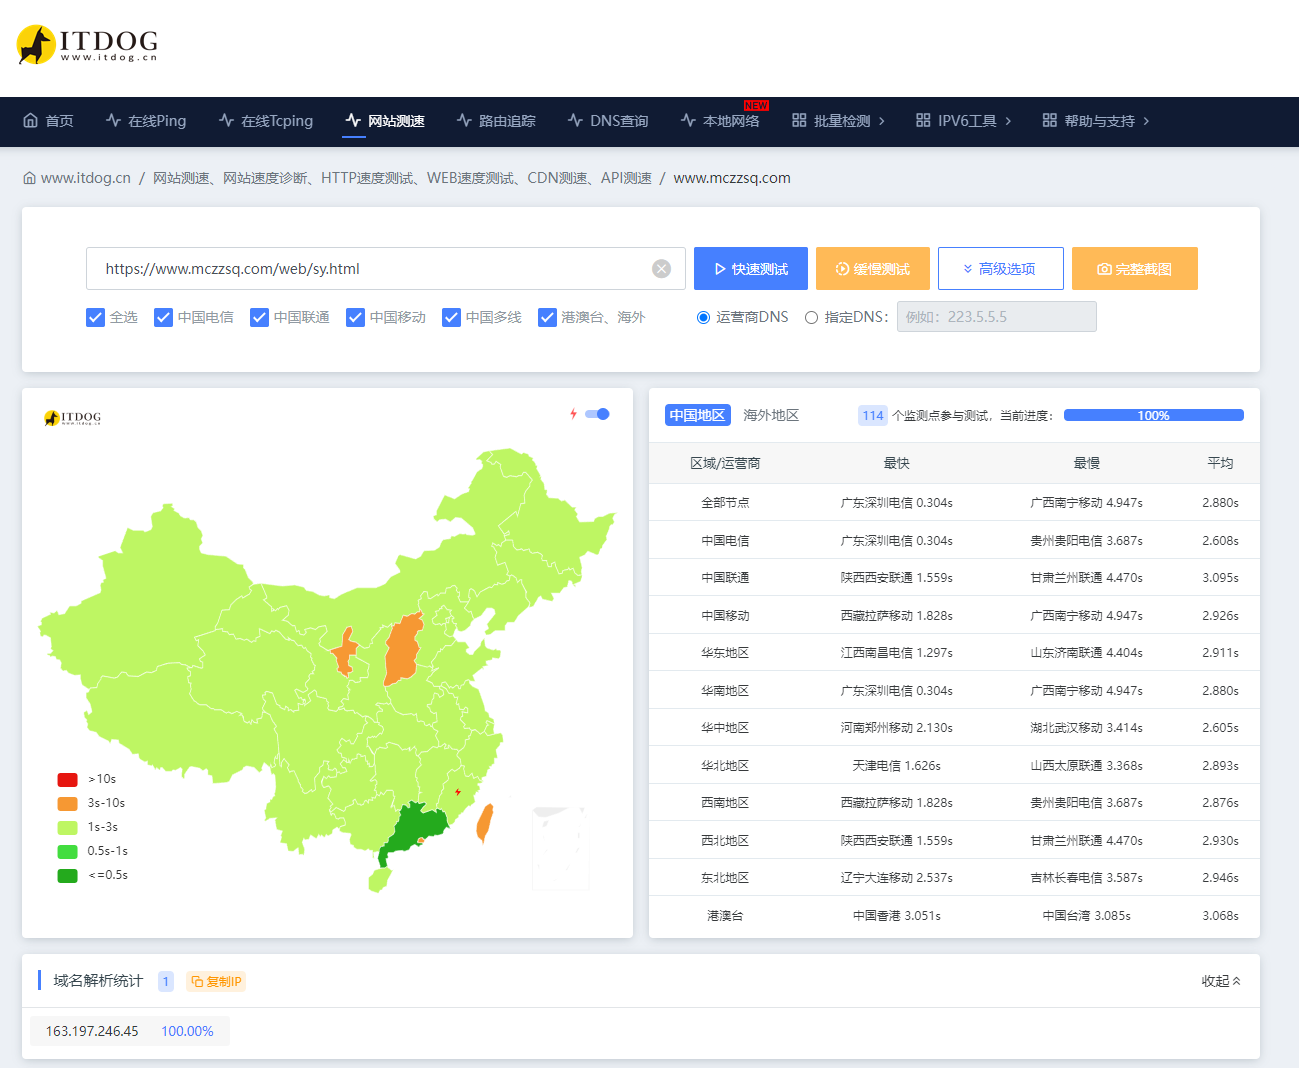 ITDOG
www.itdog.cn
首页 在线Ping 在线Tcping 网站测速 路由追踪 DNS查询 本地网络 NEW 批量检测 IPV6工具 帮助与支持
www.itdog.cn / 网站测速、网站速度诊断、HTTP速度测试、WEB速度测试、CDN测速、API测速 / www.mczzsq.com
https://www.mczzsq.com/web/sy.html 快速测试 缓慢测试 高级选项 完整截图
全选 中国电信 中国联通 中国移动 中国多线 港澳台、海外 运营商DNS 指定DNS: 例如：223.5.5.5
ITDOG
www.itdog.cn
>10s
3s-10s
1s-3s
0.5s-1s
<=0.5s
中国地区 海外地区 114 个监测点参与测试，当前进度： 100%
区域/运营商 最快 最慢 平均
全部节点 广东深圳电信 0.304s 广西南宁移动 4.947s 2.880s
中国电信 广东深圳电信 0.304s 贵州贵阳电信 3.687s 2.608s
中国联通 陕西西安联通 1.559s 甘肃兰州联通 4.470s 3.095s
中国移动 西藏拉萨移动 1.828s 广西南宁移动 4.947s 2.926s
华东地区 江西南昌电信 1.297s 山东济南联通 4.404s 2.911s
华南地区 广东深圳电信 0.304s 广西南宁移动 4.947s 2.880s
华中地区 河南郑州移动 2.130s 湖北武汉移动 3.414s 2.605s
华北地区 天津电信 1.626s 山西太原联通 3.368s 2.893s
西南地区 西藏拉萨移动 1.828s 贵州贵阳电信 3.687s 2.876s
西北地区 陕西西安联通 1.559s 甘肃兰州联通 4.470s 2.930s
东北地区 辽宁大连移动 2.537s 吉林长春电信 3.587s 2.946s
港澳台 中国香港 3.051s 中国台湾 3.085s 3.068s
域名解析统计 1 复制IP 收起
163.197.246.45 100.00%